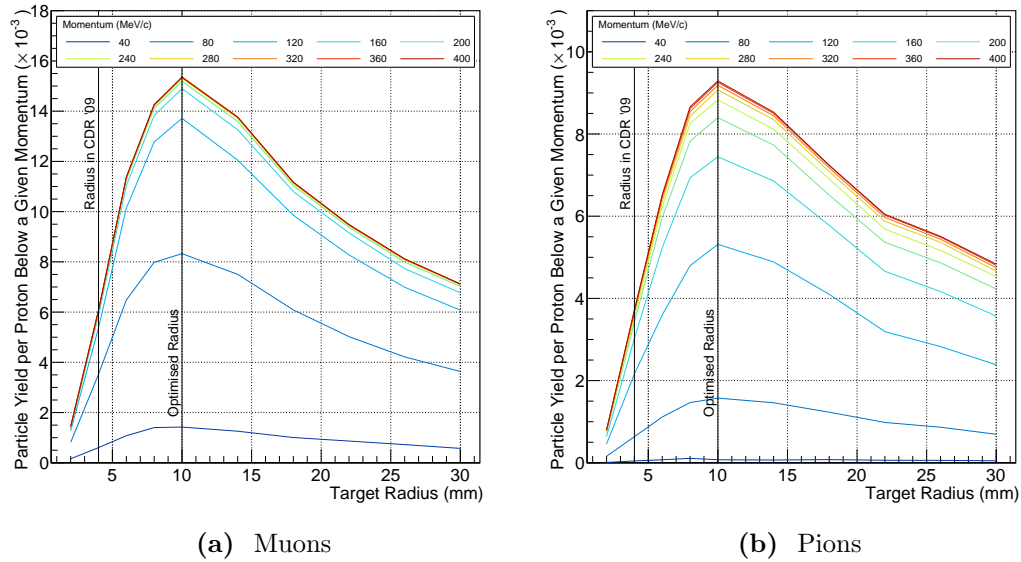 Particle Yield per Proton Below a Given Momentum (×10⁻³)
18
16
14
12
10
8
6
4
2
0
Momentum (MeV/c)
40 80 120 160 200
240 280 320 360 400
Radius in CDR '09
Optimised Radius
5 10 15 20 25 30
Target Radius (mm)
(a) Muons
Particle Yield per Proton Below a Given Momentum (×10⁻³)
10
8
6
4
2
0
Momentum (MeV/c)
40 80 120 160 200
240 280 320 360 400
Radius in CDR '09
Optimised Radius
5 10 15 20 25 30
Target Radius (mm)
(b) Pions